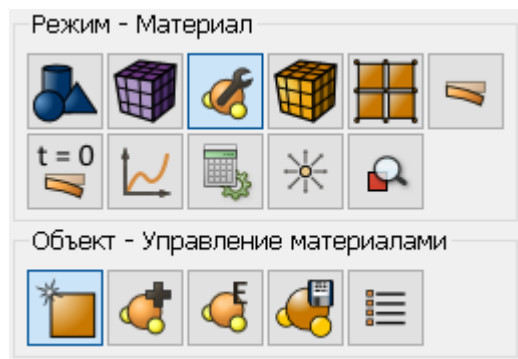 Режим - Материал
t = 0
Объект - Управление материалами
E